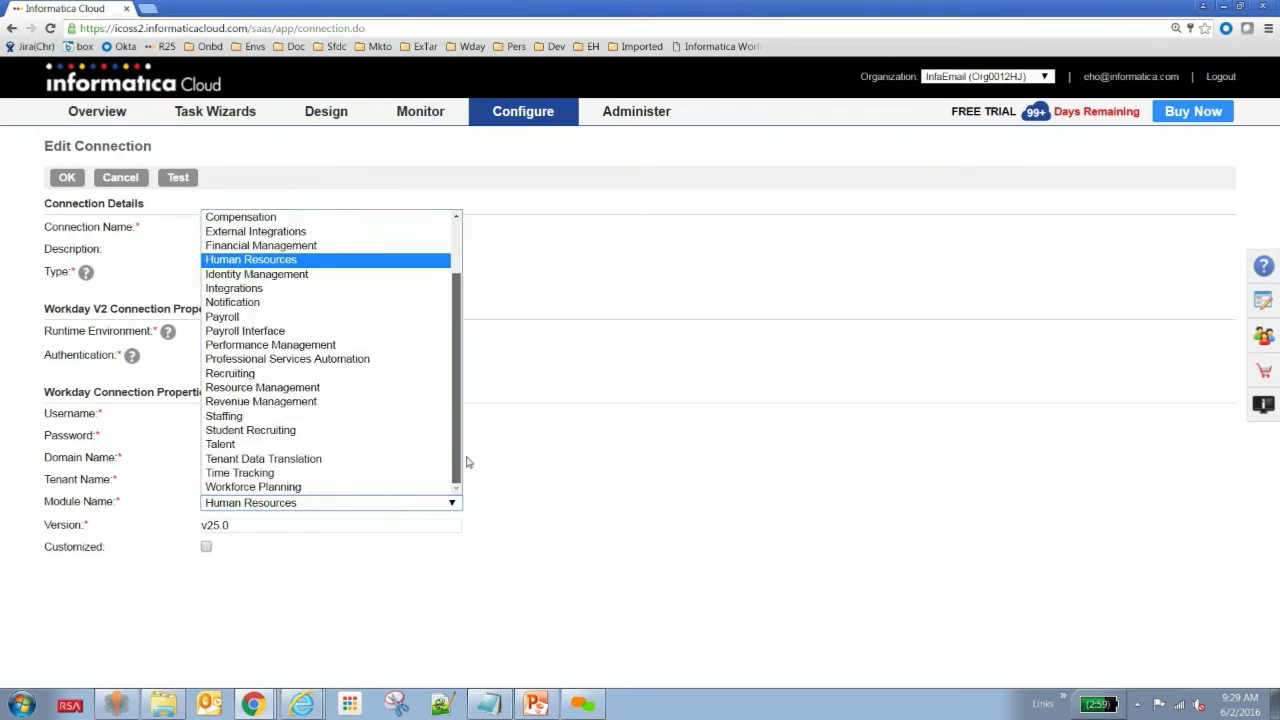 Informatica Cloud
https://icoss2.informaticacloud.com/saas/app/connection.do
Jira(Chr) box Okta R25 Onbd Envs Doc Sfdc Mkto ExTar Wday Pers Dev EH Imported Informatica Work
informatica Cloud
Organization: InfaEmail (Org0012HJ) | eho@informatica.com | Logout
Overview Task Wizards Design Monitor Configure Administer FREE TRIAL 99+ Days Remaining Buy Now
Edit Connection
OK Cancel Test
Connection Details
Connection Name:*
Description:
Type:* ?
Workday V2 Connection Prope
Runtime Environment:* ?
Authentication:* ?
Workday Connection Properti
Username:*
Password:*
Domain Name:*
Tenant Name:*
Module Name:* Human Resources
Compensation
External Integrations
Financial Management
Human Resources
Identity Management
Integrations
Notification
Payroll
Payroll Interface
Performance Management
Professional Services Automation
Recruiting
Resource Management
Revenue Management
Staffing
Student Recruiting
Talent
Tenant Data Translation
Time Tracking
Workforce Planning
Version:* v25.0
Customized:
RSA
Links
(2:59)
9:29 AM
6/2/2016